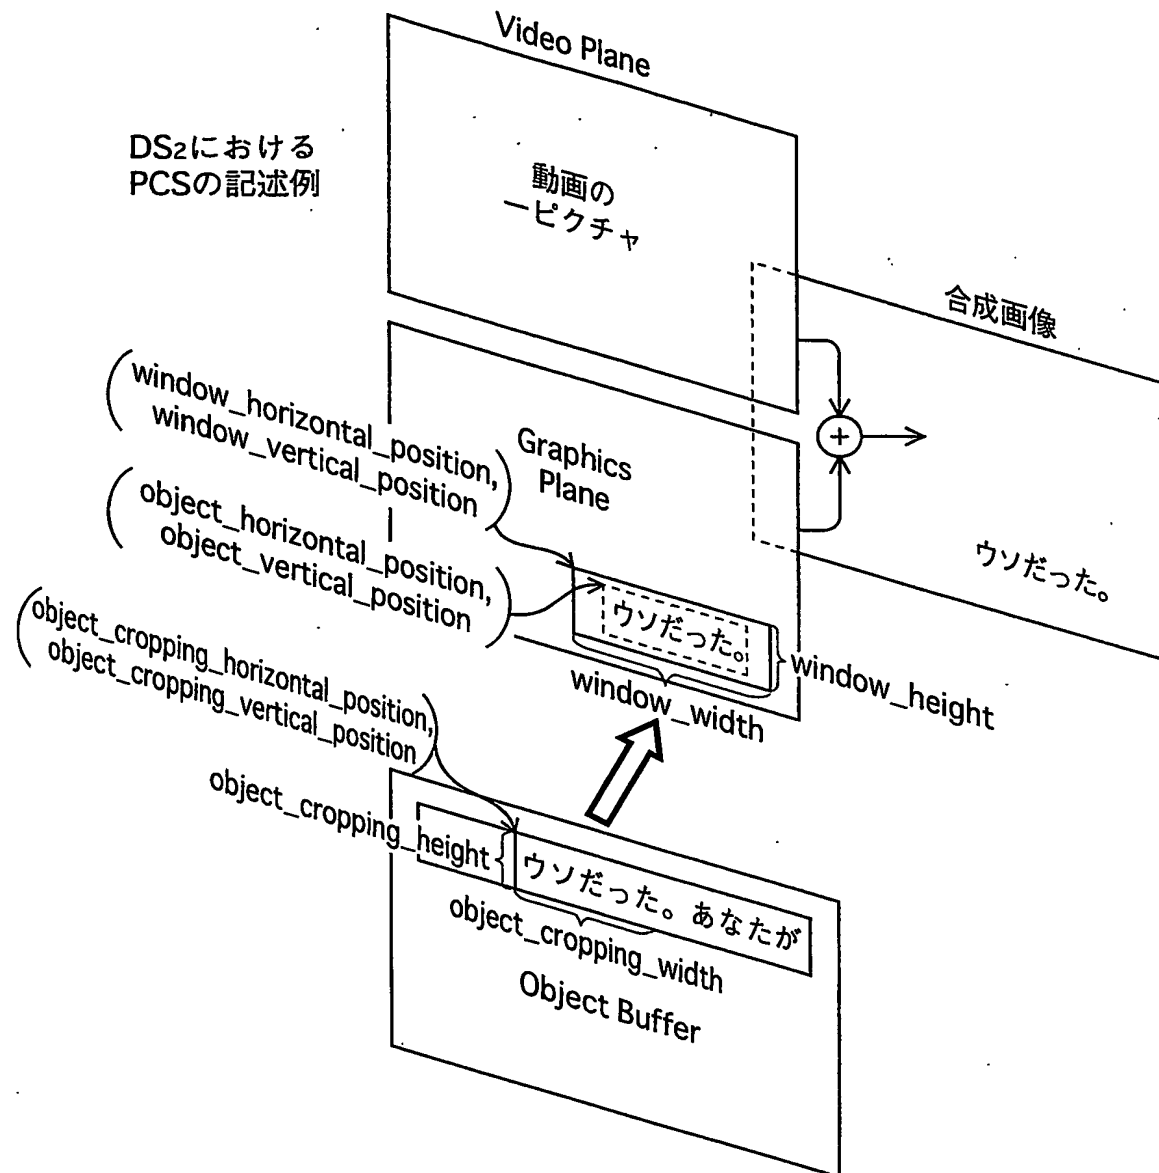 Video Plane
DS2における
PCSの記述例
動画の
一ピクチャ
合成画像
window_horizontal_position,
window_vertical_position
Graphics
Plane
+
object_horizontal_position,
object_vertical_position
ウソだった。
ウソだった。
window_height
window_width
object_cropping_horizontal_position,
object_cropping_vertical_position
object_cropping_height
ウソだった。あなたが
object_cropping_width
Object Buffer